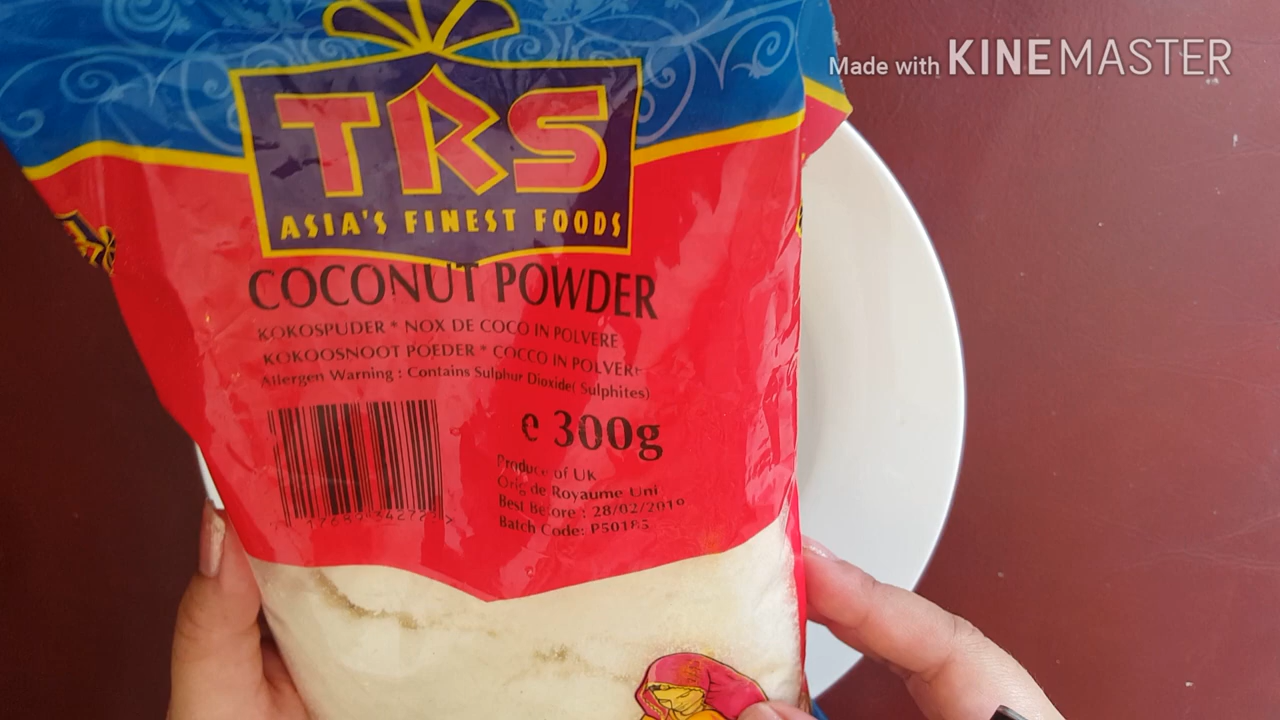 Made with KINEMASTER
TRS
ASIA'S FINEST FOODS
COCONUT POWDER
KOKOSPUDER * NOX DE COCO IN POLVERE
KOKOOSNOOT POEDER * COCCO IN POLVERE
Allergen Warning : Contains Sulphur Dioxide( Sulphites)
e 300g
Produce of UK
Orig de Royaume Uni
Best Before : 28/02/2019
Batch Code: P50185